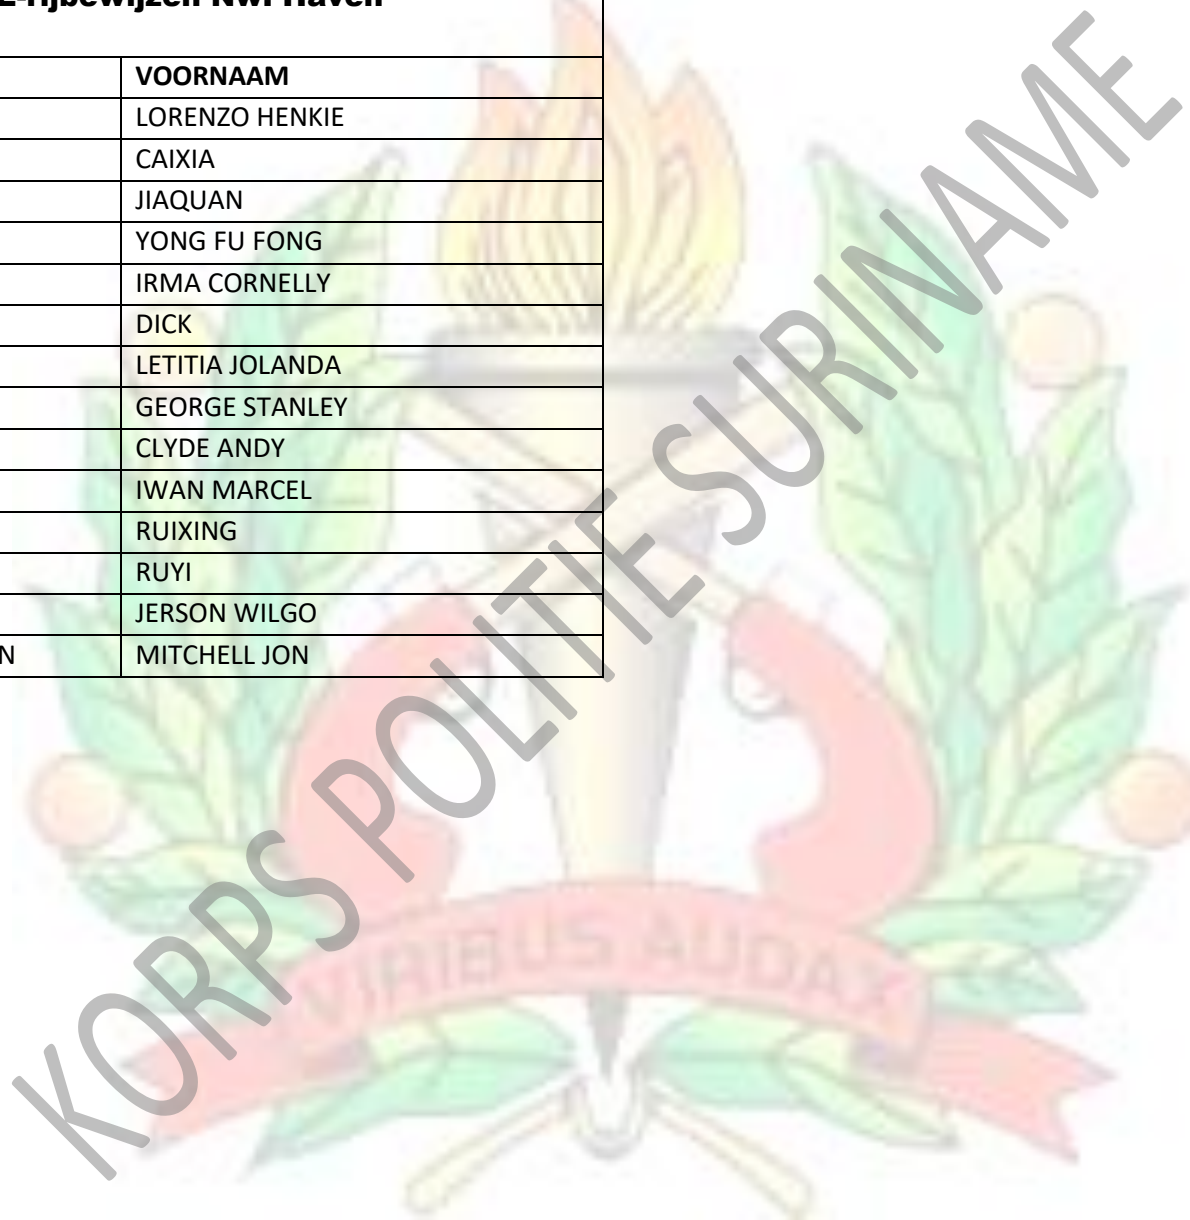 -rijbewijzen Nwl Haven
VOORNAAM
LORENZO HENKIE
CAIXIA
JIAQUAN
YONG FU FONG
IRMA CORNELLY
DICK
LETITIA JOLANDA
GEORGE STANLEY
CLYDE ANDY
IWAN MARCEL
RUIXING
RUYI
JERSON WILGO
N MITCHELL JON
KORPS POLITIE SURINAME
VIRIBUS AUDAX